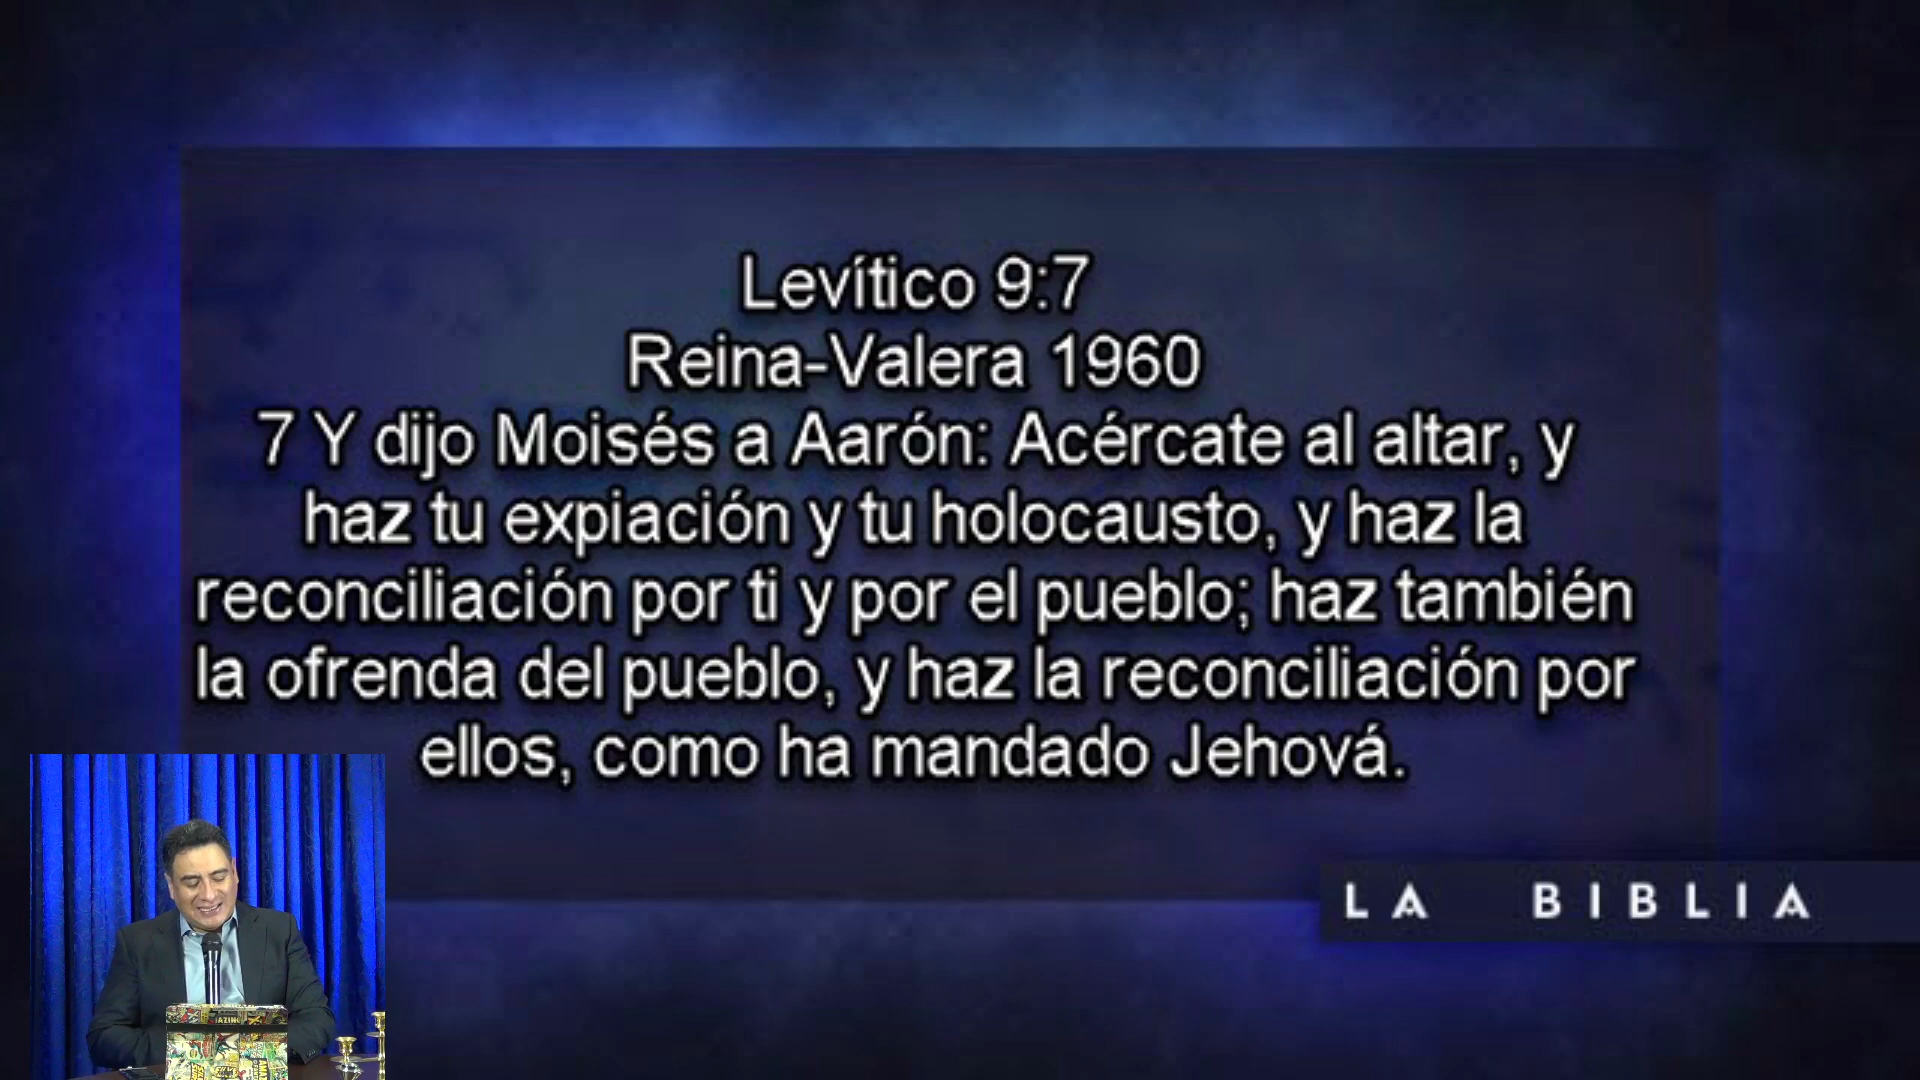 Levítico 9:7
Reina-Valera 1960
7 Y dijo Moisés a Aarón: Acércate al altar, y
haz tu expiación y tu holocausto, y haz la
reconciliación por ti y por el pueblo; haz también
la ofrenda del pueblo, y haz la reconciliación por
ellos, como ha mandado Jehová.
LA BIBLIA